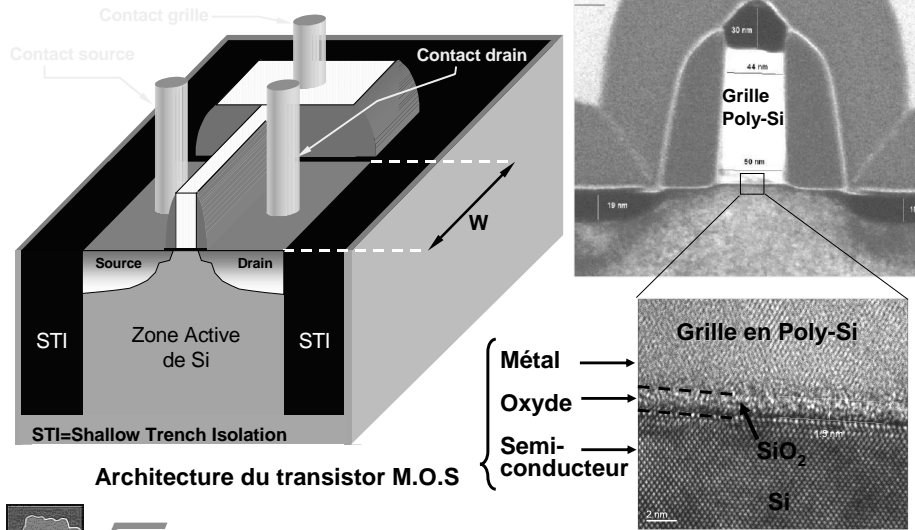 Contact grille
Contact source
Contact drain
W
Source
Drain
STI
Zone Active
de Si
STI
STI=Shallow Trench Isolation
Architecture du transistor M.O.S
Métal
Oxyde
Semi-
conducteur
30 nm
44 nm
Grille
Poly-Si
50 nm
19 nm
Grille en Poly-Si
SiO2
Si
2 nm